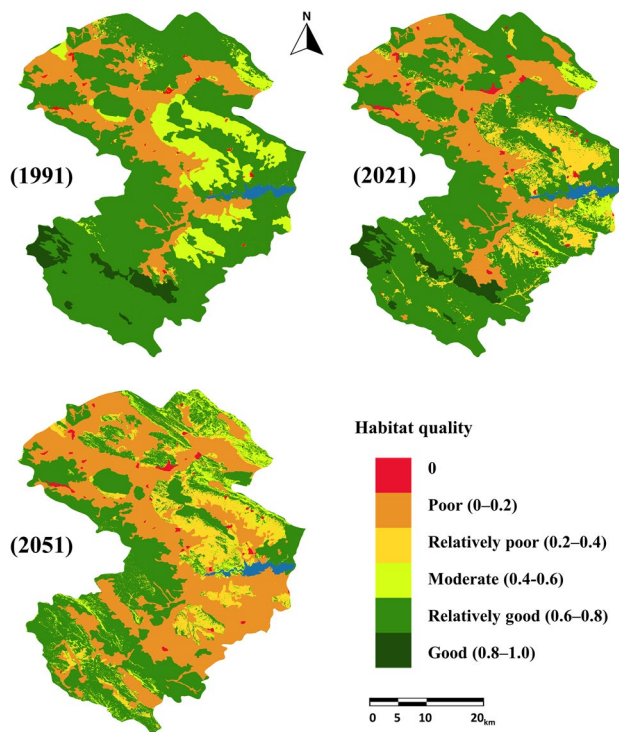 N
(1991)
(2021)
(2051)
Habitat quality
0
Poor (0–0.2)
Relatively poor (0.2–0.4)
Moderate (0.4-0.6)
Relatively good (0.6–0.8)
Good (0.8–1.0)
0 5 10 20km